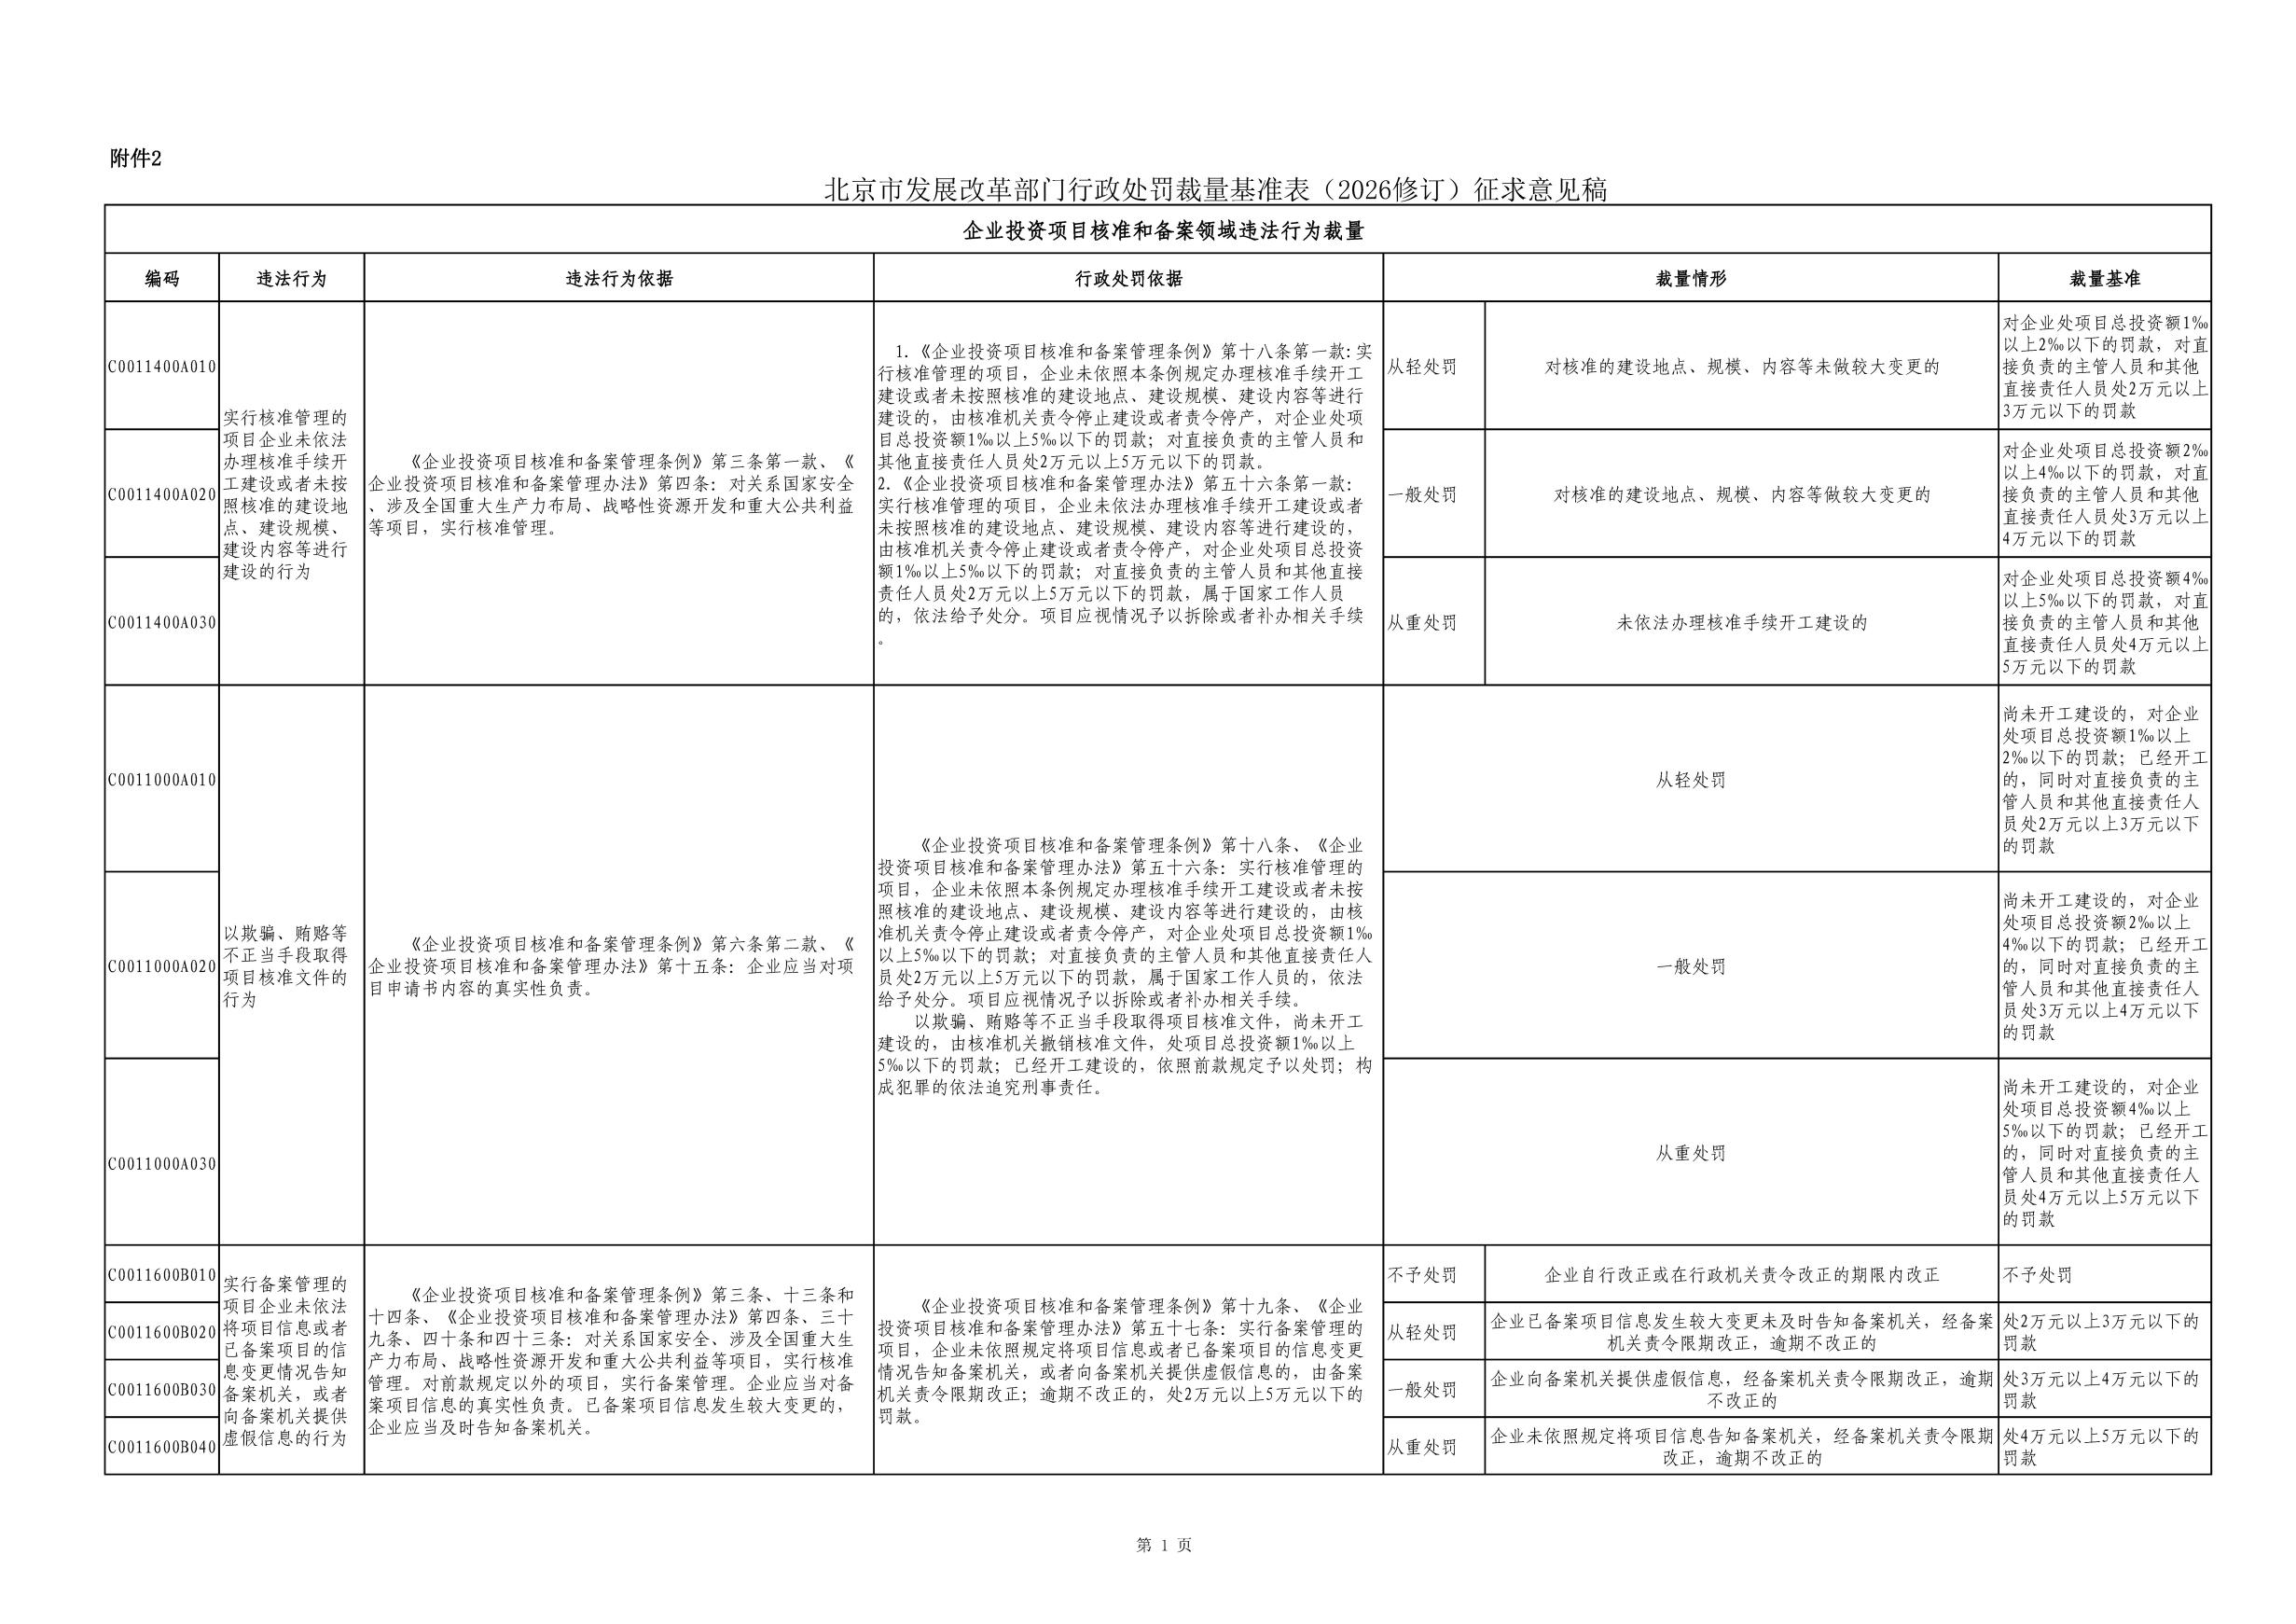 附件2
北京市发展改革部门行政处罚裁量基准表（2026修订）征求意见稿
企业投资项目核准和备案领域违法行为裁量
编码
违法行为
违法行为依据
行政处罚依据
裁量情形
裁量基准
C0011400A010
C0011400A020
C0011400A030
实行核准管理的
项目企业未依法
办理核准手续开
工建设或者未按
照核准的建设地
点、建设规模、
建设内容等进行
建设的行为
《企业投资项目核准和备案管理条例》第三条第一款、《
企业投资项目核准和备案管理办法》第四条：对关系国家安全
、涉及全国重大生产力布局、战略性资源开发和重大公共利益
等项目，实行核准管理。
1.《企业投资项目核准和备案管理条例》第十八条第一款：实
行核准管理的项目，企业未依照本条例规定办理核准手续开工
建设或者未按照核准的建设地点、建设规模、建设内容等进行
建设的，由核准机关责令停止建设或者责令停产，对企业处项
目总投资额1‰以上5‰以下的罚款；对直接负责的主管人员和
其他直接责任人员处2万元以上5万元以下的罚款。
2.《企业投资项目核准和备案管理办法》第五十六条第一款：
实行核准管理的项目，企业未依法办理核准手续开工建设或者
未按照核准的建设地点、建设规模、建设内容等进行建设的，
由核准机关责令停止建设或者责令停产，对企业处项目总投资
额1‰以上5‰以下的罚款；对直接负责的主管人员和其他直接
责任人员处2万元以上5万元以下的罚款，属于国家工作人员
的，依法给予处分。项目应视情况予以拆除或者补办相关手续
。
从轻处罚
对核准的建设地点、规模、内容等未做较大变更的
对企业处项目总投资额1‰
以上2‰以下的罚款，对直
接负责的主管人员和其他
直接责任人员处2万元以上
3万元以下的罚款
一般处罚
对核准的建设地点、规模、内容等做较大变更的
对企业处项目总投资额2‰
以上4‰以下的罚款，对直
接负责的主管人员和其他
直接责任人员处3万元以上
4万元以下的罚款
从重处罚
未依法办理核准手续开工建设的
对企业处项目总投资额4‰
以上5‰以下的罚款，对直
接负责的主管人员和其他
直接责任人员处4万元以上
5万元以下的罚款
C0011000A010
C0011000A020
C0011000A030
以欺骗、贿赂等
不正当手段取得
项目核准文件的
行为
《企业投资项目核准和备案管理条例》第六条第二款、《
企业投资项目核准和备案管理办法》第十五条：企业应当对项
目申请书内容的真实性负责。
《企业投资项目核准和备案管理条例》第十八条、《企业
投资项目核准和备案管理办法》第五十六条：实行核准管理的
项目，企业未依照本条例规定办理核准手续开工建设或者未按
照核准的建设地点、建设规模、建设内容等进行建设的，由核
准机关责令停止建设或者责令停产，对企业处项目总投资额1‰
以上5‰以下的罚款；对直接负责的主管人员和其他直接责任人
员处2万元以上5万元以下的罚款，属于国家工作人员的，依法
给予处分。项目应视情况予以拆除或者补办相关手续。
以欺骗、贿赂等不正当手段取得项目核准文件，尚未开工
建设的，由核准机关撤销核准文件，处项目总投资额1‰以上
5‰以下的罚款；已经开工建设的，依照前款规定予以处罚；构
成犯罪的依法追究刑事责任。
从轻处罚
尚未开工建设的，对企业
处项目总投资额1‰以上
2‰以下的罚款；已经开工
的，同时对直接负责的主
管人员和其他直接责任人
员处2万元以上3万元以下
的罚款
一般处罚
尚未开工建设的，对企业
处项目总投资额2‰以上
4‰以下的罚款；已经开工
的，同时对直接负责的主
管人员和其他直接责任人
员处3万元以上4万元以下
的罚款
从重处罚
尚未开工建设的，对企业
处项目总投资额4‰以上
5‰以下的罚款；已经开工
的，同时对直接负责的主
管人员和其他直接责任人
员处4万元以上5万元以下
的罚款
C0011600B010
C0011600B020
C0011600B030
C0011600B040
实行备案管理的
项目企业未依法
将项目信息或者
已备案项目的信
息变更情况告知
备案机关，或者
向备案机关提供
虚假信息的行为
《企业投资项目核准和备案管理条例》第三条、十三条和
十四条、《企业投资项目核准和备案管理办法》第四条、三十
九条、四十条和四十三条：对关系国家安全、涉及全国重大生
产力布局、战略性资源开发和重大公共利益等项目，实行核准
管理。对前款规定以外的项目，实行备案管理。企业应当对备
案项目信息的真实性负责。已备案项目信息发生较大变更的，
企业应当及时告知备案机关。
《企业投资项目核准和备案管理条例》第十九条、《企业
投资项目核准和备案管理办法》第五十七条：实行备案管理的
项目，企业未依照规定将项目信息或者已备案项目的信息变更
情况告知备案机关，或者向备案机关提供虚假信息的，由备案
机关责令限期改正；逾期不改正的，处2万元以上5万元以下的
罚款。
不予处罚
企业自行改正或在行政机关责令改正的期限内改正
不予处罚
从轻处罚
企业已备案项目信息发生较大变更未及时告知备案机关，经备案
机关责令限期改正，逾期不改正的
处2万元以上3万元以下的
罚款
一般处罚
企业向备案机关提供虚假信息，经备案机关责令限期改正，逾期
不改正的
处3万元以上4万元以下的
罚款
从重处罚
企业未依照规定将项目信息告知备案机关，经备案机关责令限期
改正，逾期不改正的
处4万元以上5万元以下的
罚款
第 1 页